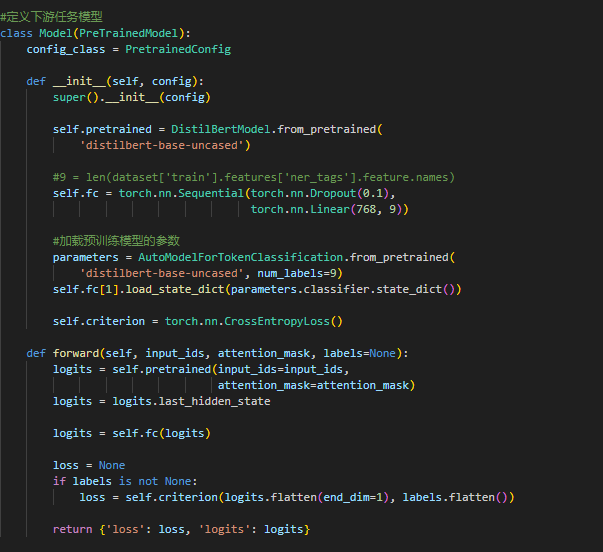 #定义下游任务模型
class Model(PreTrainedModel):
    config_class = PretrainedConfig

    def __init__(self, config):
        super().__init__(config)

        self.pretrained = DistilBertModel.from_pretrained(
            'distilbert-base-uncased')

        #9 = len(dataset['train'].features['ner_tags'].feature.names)
        self.fc = torch.nn.Sequential(torch.nn.Dropout(0.1),
                                      torch.nn.Linear(768, 9))

        #加载预训练模型的参数
        parameters = AutoModelForTokenClassification.from_pretrained(
            'distilbert-base-uncased', num_labels=9)
        self.fc[1].load_state_dict(parameters.classifier.state_dict())

        self.criterion = torch.nn.CrossEntropyLoss()

    def forward(self, input_ids, attention_mask, labels=None):
        logits = self.pretrained(input_ids=input_ids,
                                 attention_mask=attention_mask)
        logits = logits.last_hidden_state

        logits = self.fc(logits)

        loss = None
        if labels is not None:
            loss = self.criterion(logits.flatten(end_dim=1), labels.flatten())

        return {'loss': loss, 'logits': logits}